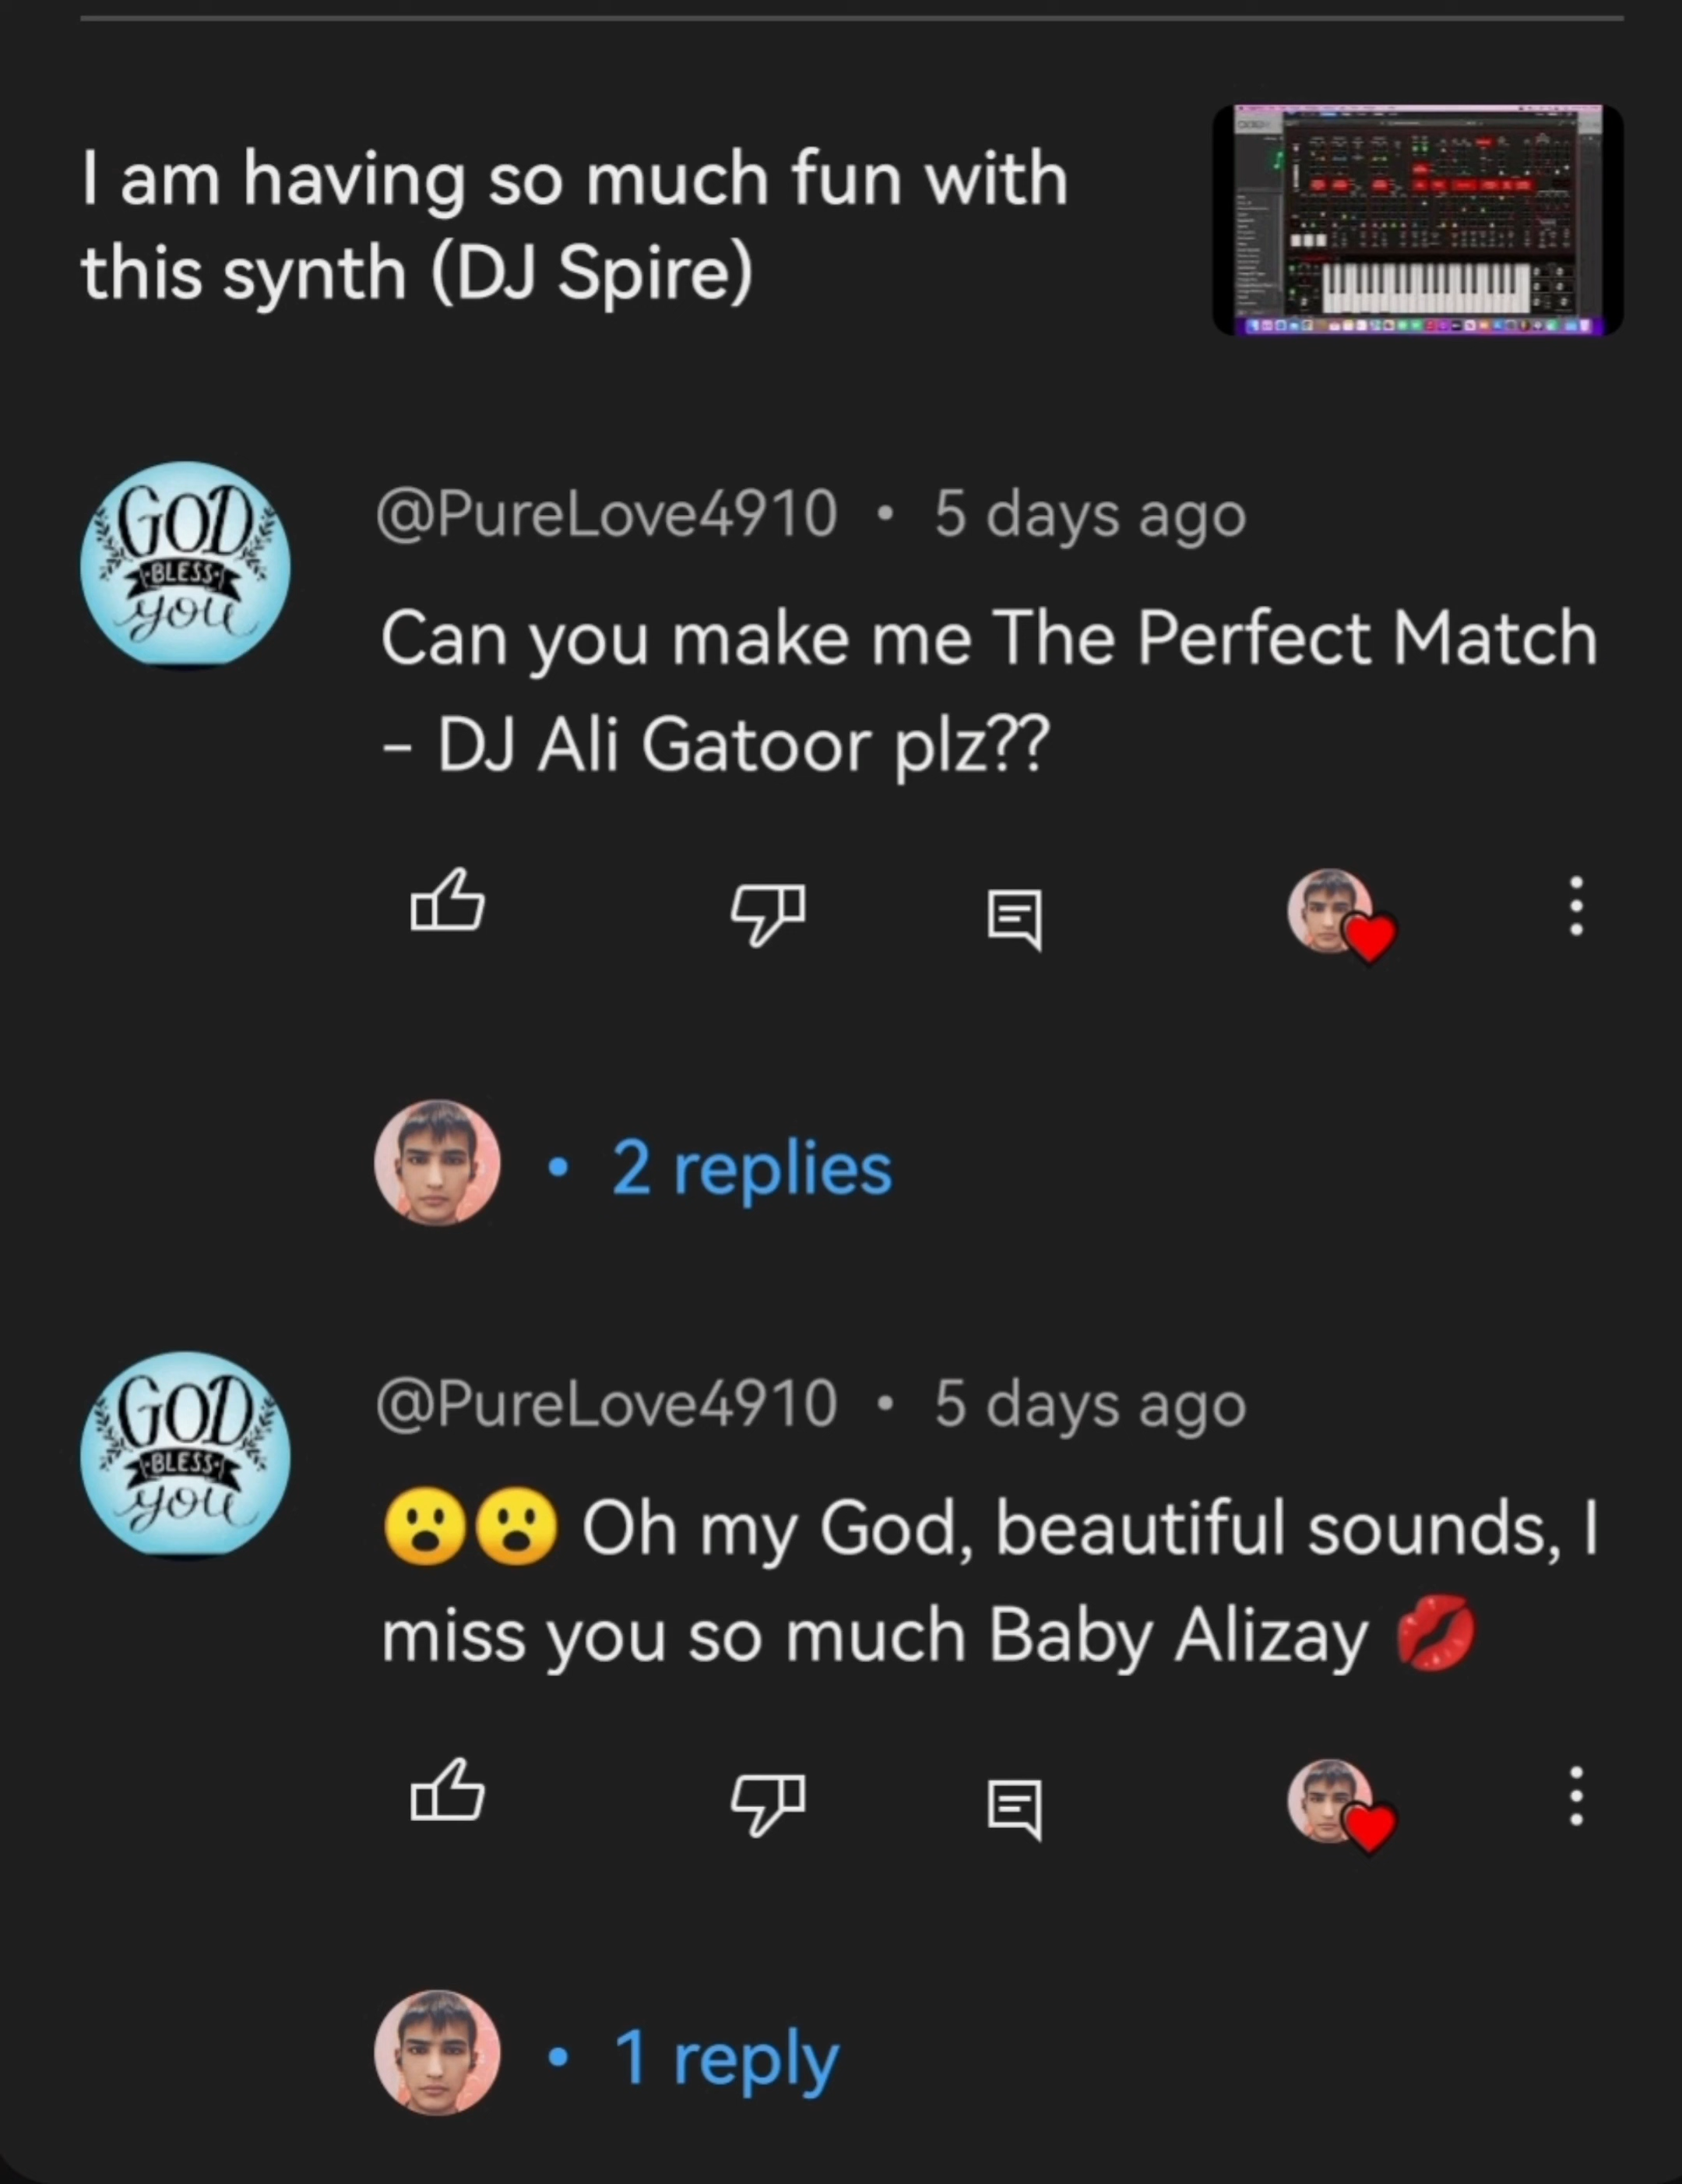 I am having so much fun with
this synth (DJ Spire)
GOD
BLESS
you
@PureLove4910 • 5 days ago
Can you make me The Perfect Match
– DJ Ali Gatoor plz??
• 2 replies
GOD
BLESS
you
@PureLove4910 • 5 days ago
😮😮 Oh my God, beautiful sounds, I
miss you so much Baby Alizay 💋
• 1 reply